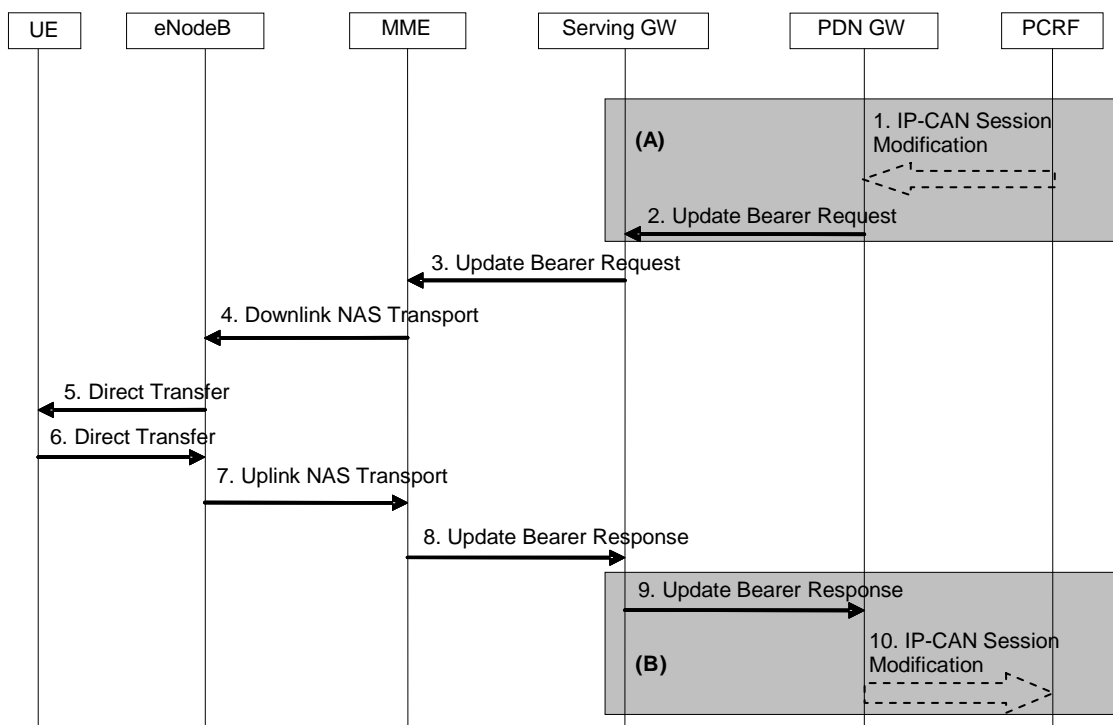 UE
eNodeB
MME
Serving GW
PDN GW
PCRF
(A)
1. IP-CAN Session
Modification
2. Update Bearer Request
3. Update Bearer Request
4. Downlink NAS Transport
5. Direct Transfer
6. Direct Transfer
7. Uplink NAS Transport
8. Update Bearer Response
9. Update Bearer Response
(B)
10. IP-CAN Session
Modification